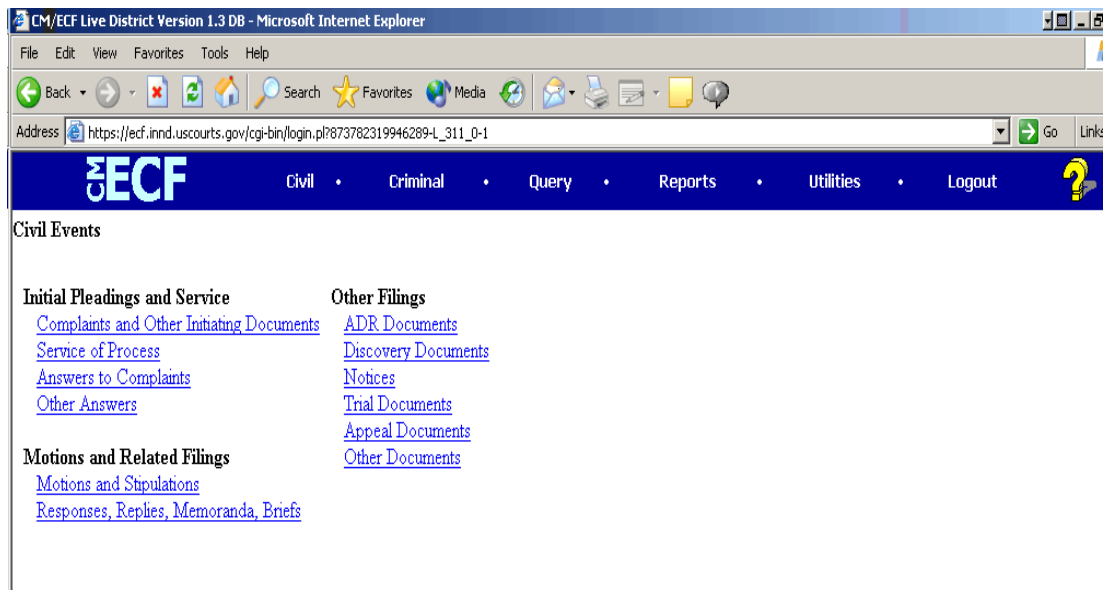 CM/ECF Live District Version 1.3 DB - Microsoft Internet Explorer
File Edit View Favorites Tools Help
Back Search Favorites Media
Address https://ecf.innd.uscourts.gov/cgi-bin/login.pl?873782319946289-L_311_0-1 Go Links
CM ECF Civil • Criminal • Query • Reports • Utilities • Logout ?
Civil Events
Initial Pleadings and Service
Complaints and Other Initiating Documents
Service of Process
Answers to Complaints
Other Answers
Motions and Related Filings
Motions and Stipulations
Responses, Replies, Memoranda, Briefs
Other Filings
ADR Documents
Discovery Documents
Notices
Trial Documents
Appeal Documents
Other Documents